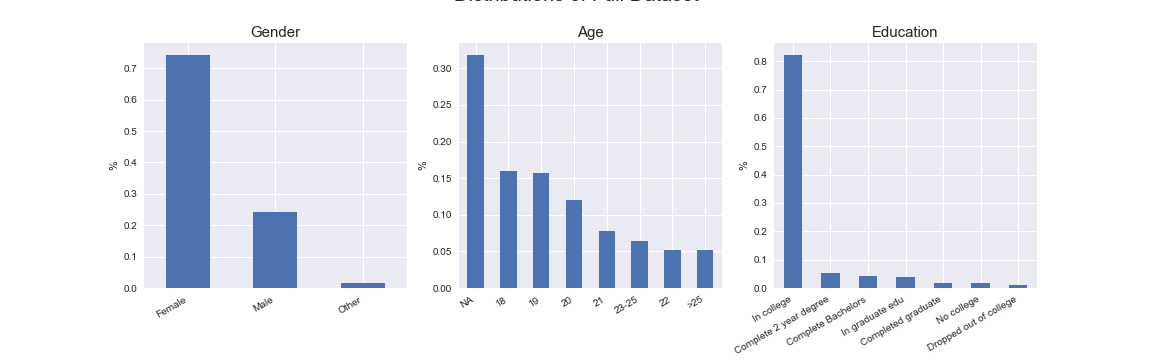 Distributions of Full Dataset
Gender
%
0.7
0.6
0.5
0.4
0.3
0.2
0.1
0.0
Female
Male
Other
Age
%
0.30
0.25
0.20
0.15
0.10
0.05
0.00
NA
18
19
20
21
23-25
22
>25
Education
%
0.8
0.7
0.6
0.5
0.4
0.3
0.2
0.1
0.0
In college
Complete 2 year degree
Complete Bachelors
In graduate edu
Completed graduate
No college
Dropped out of college